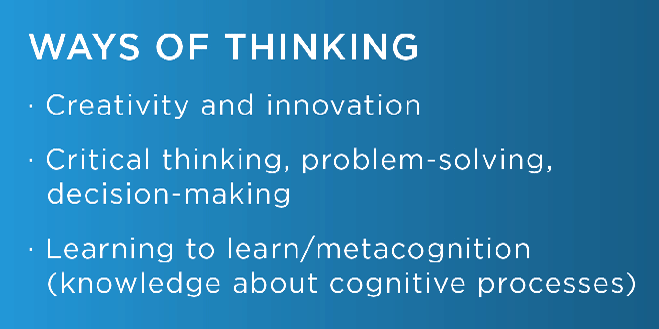 WAYS OF THINKING
· Creativity and innovation
· Critical thinking, problem-solving,
decision-making
· Learning to learn/metacognition
(knowledge about cognitive processes)